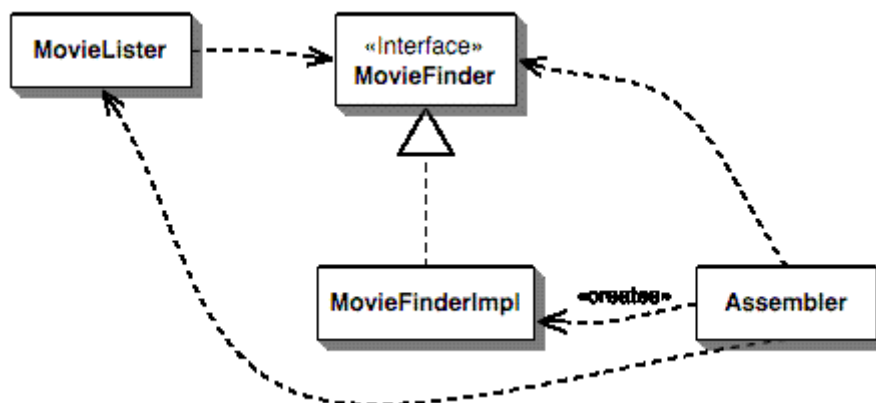 MovieLister
«Interface»
MovieFinder
MovieFinderImpl
«creates»
Assembler